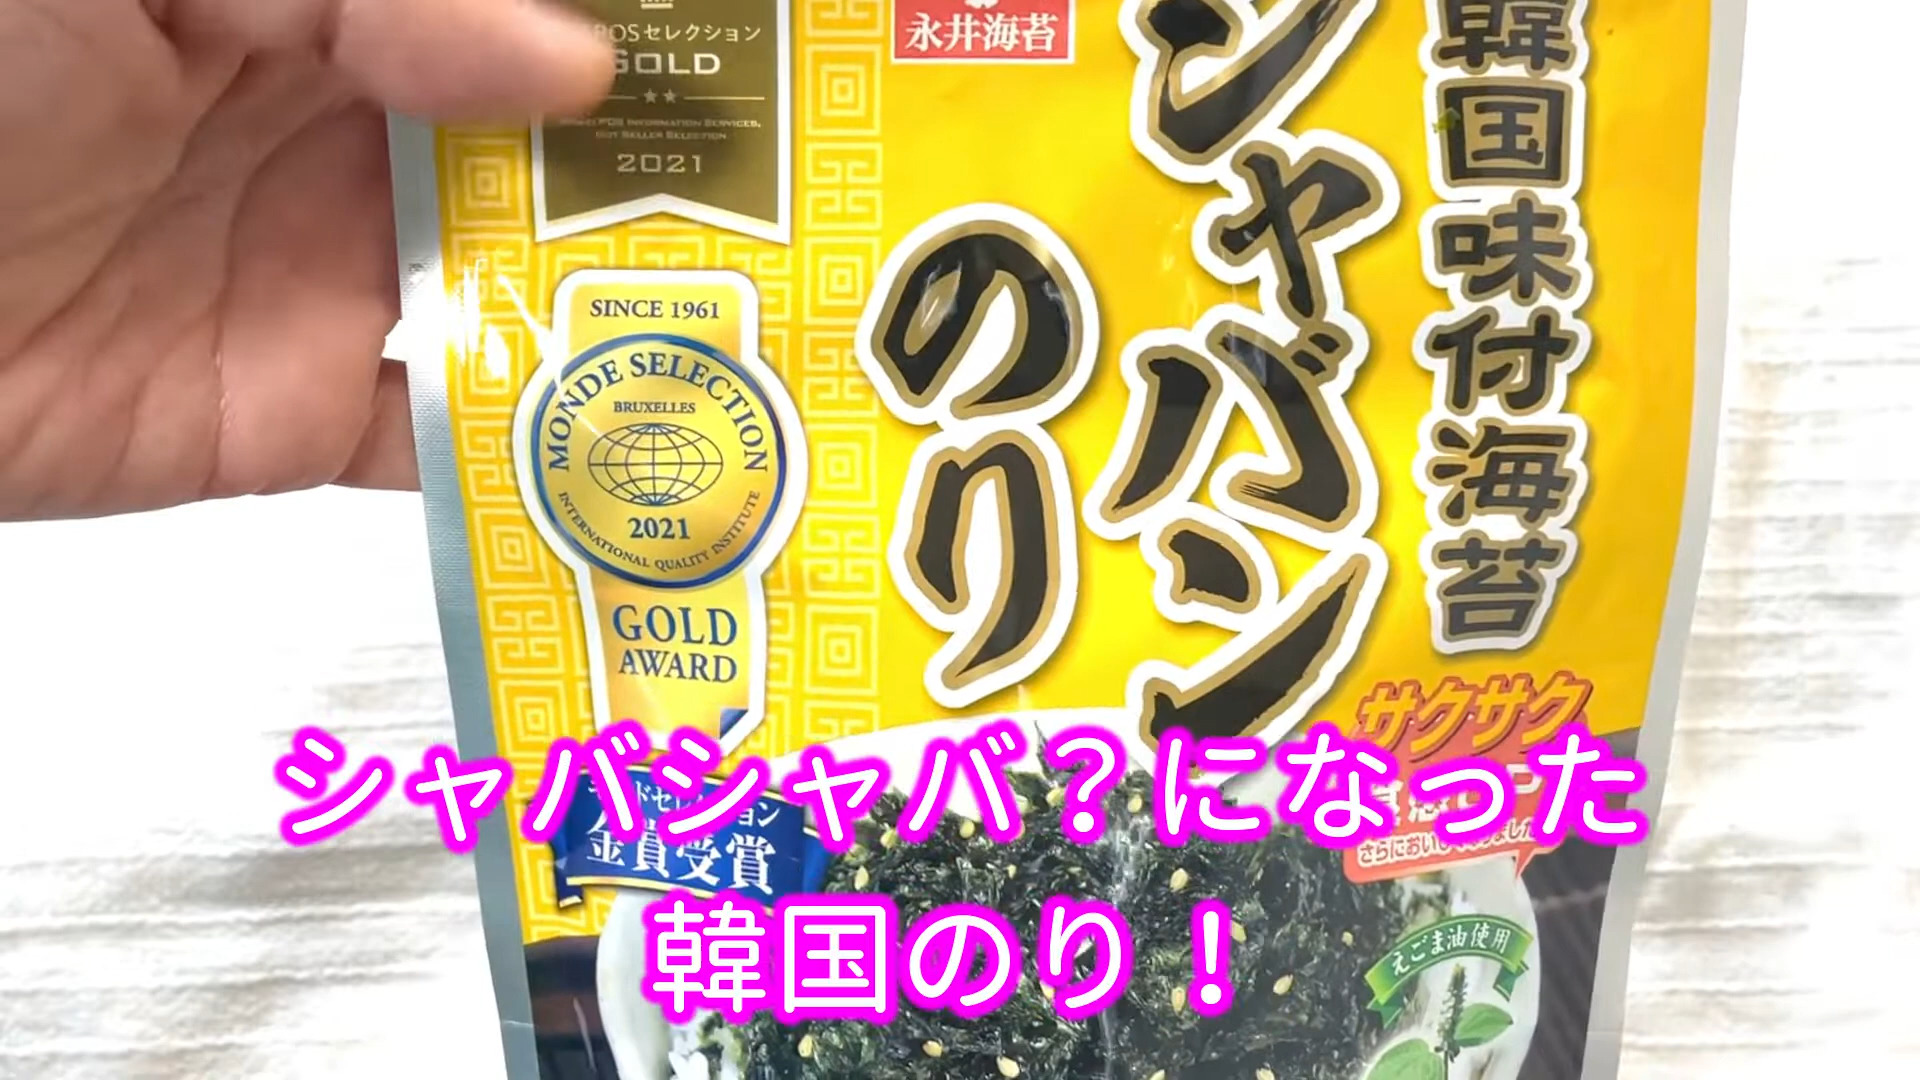 POSセレクション
GOLD
2021
永井海苔
韓国味付海苔
ジャバン
のり
SINCE 1961
MONDE SELECTION
BRUXELLES
2021
INTERNATIONAL QUALITY INSTITUTE
GOLD
AWARD
サクサク
金賞受賞
えごま油使用
シャバシャバ？になった
韓国のり！